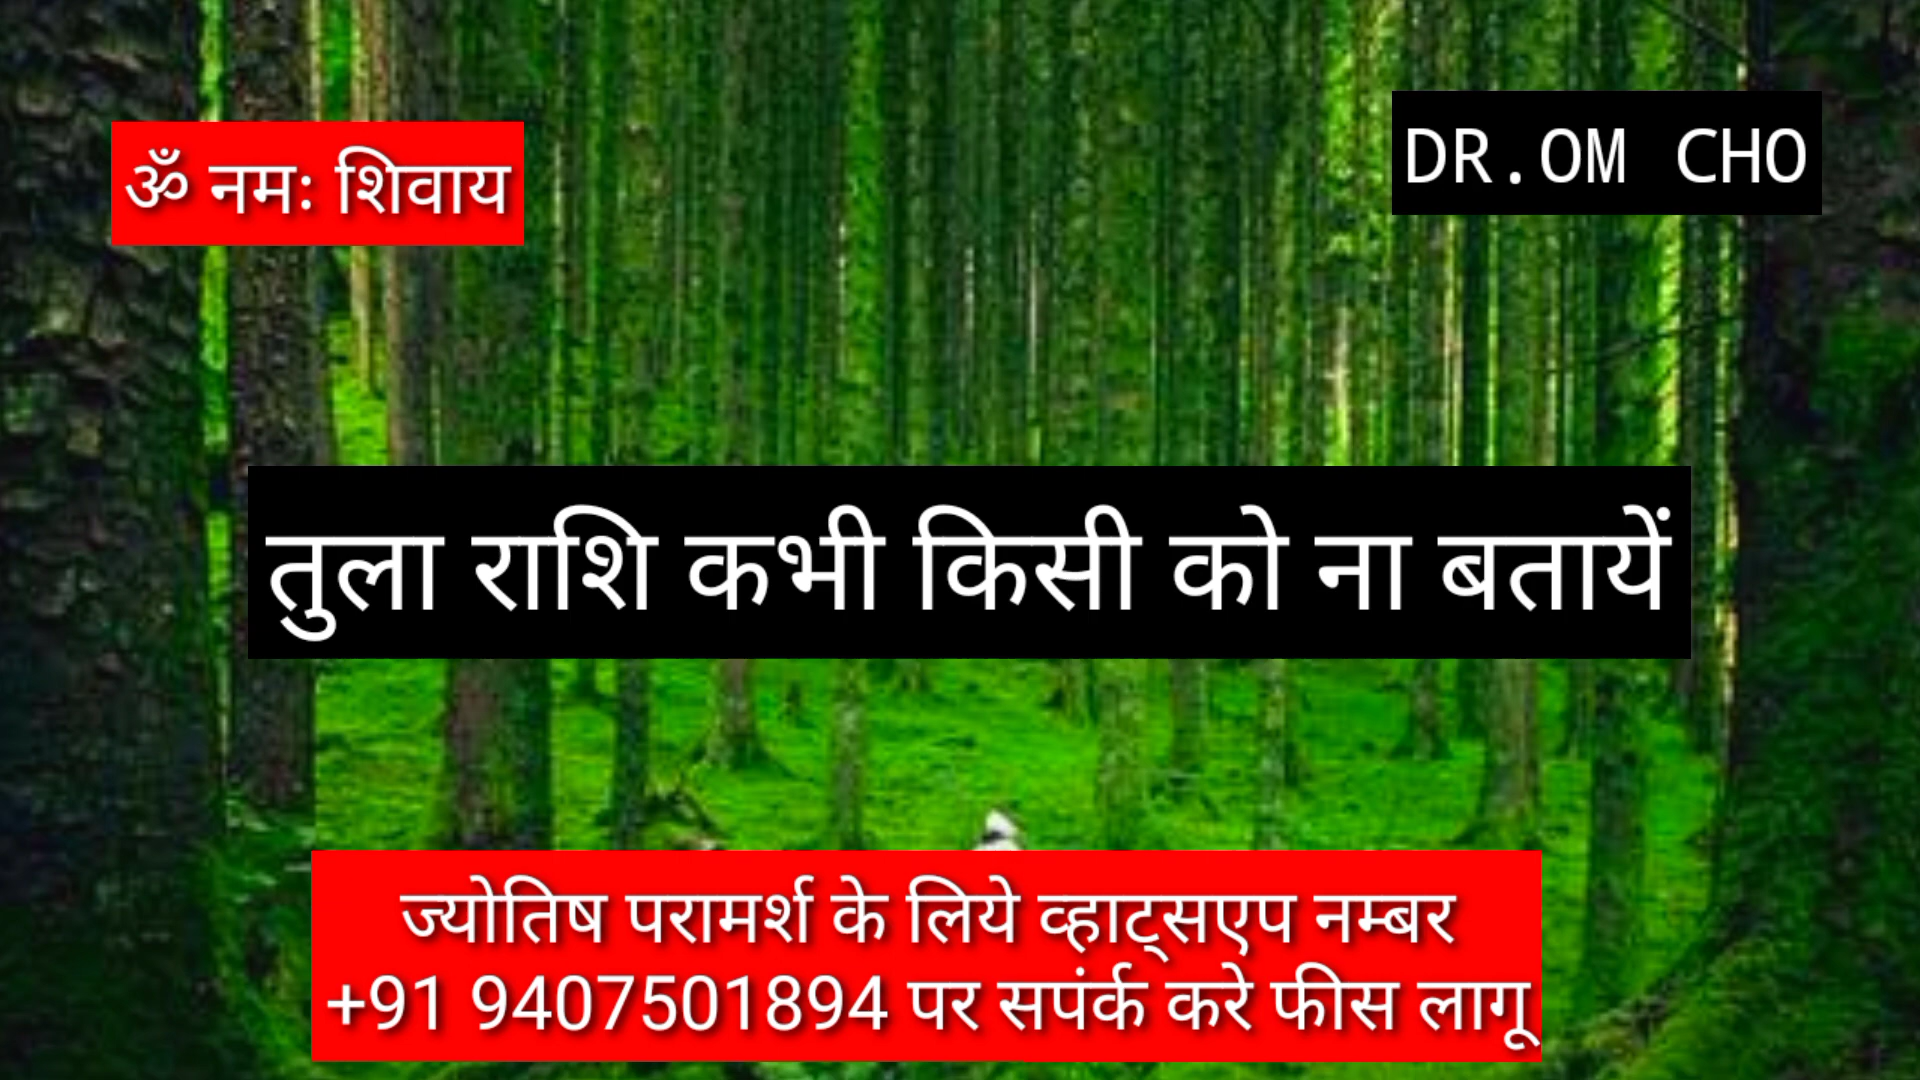 ॐ नमः शिवाय
DR.OM CHO
तुला राशि कभी किसी को ना बतायें
ज्योतिष परामर्श के लिये व्हाट्सएप नम्बर
+91 9407501894 पर सपंर्क करे फीस लागू